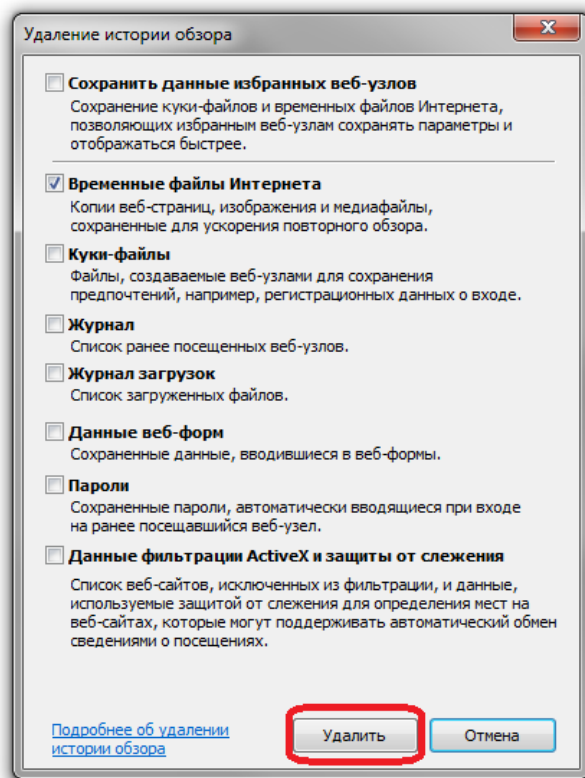 Удаление истории обзора
Сохранить данные избранных веб-узлов
Сохранение куки-файлов и временных файлов Интернета,
позволяющих избранным веб-узлам сохранять параметры и
отображаться быстрее.
Временные файлы Интернета
Копии веб-страниц, изображения и медиафайлы,
сохраненные для ускорения повторного обзора.
Куки-файлы
Файлы, создаваемые веб-узлами для сохранения
предпочтений, например, регистрационных данных о входе.
Журнал
Список ранее посещенных веб-узлов.
Журнал загрузок
Список загруженных файлов.
Данные веб-форм
Сохраненные данные, вводившиеся в веб-формы.
Пароли
Сохраненные пароли, автоматически вводящиеся при входе
на ранее посещавшийся веб-узел.
Данные фильтрации ActiveX и защиты от слежения
Список веб-сайтов, исключенных из фильтрации, и данные,
используемые защитой от слежения для определения мест на
веб-сайтах, которые могут поддерживать автоматический обмен
сведениями о посещениях.
Подробнее об удалении
истории обзора
Удалить
Отмена